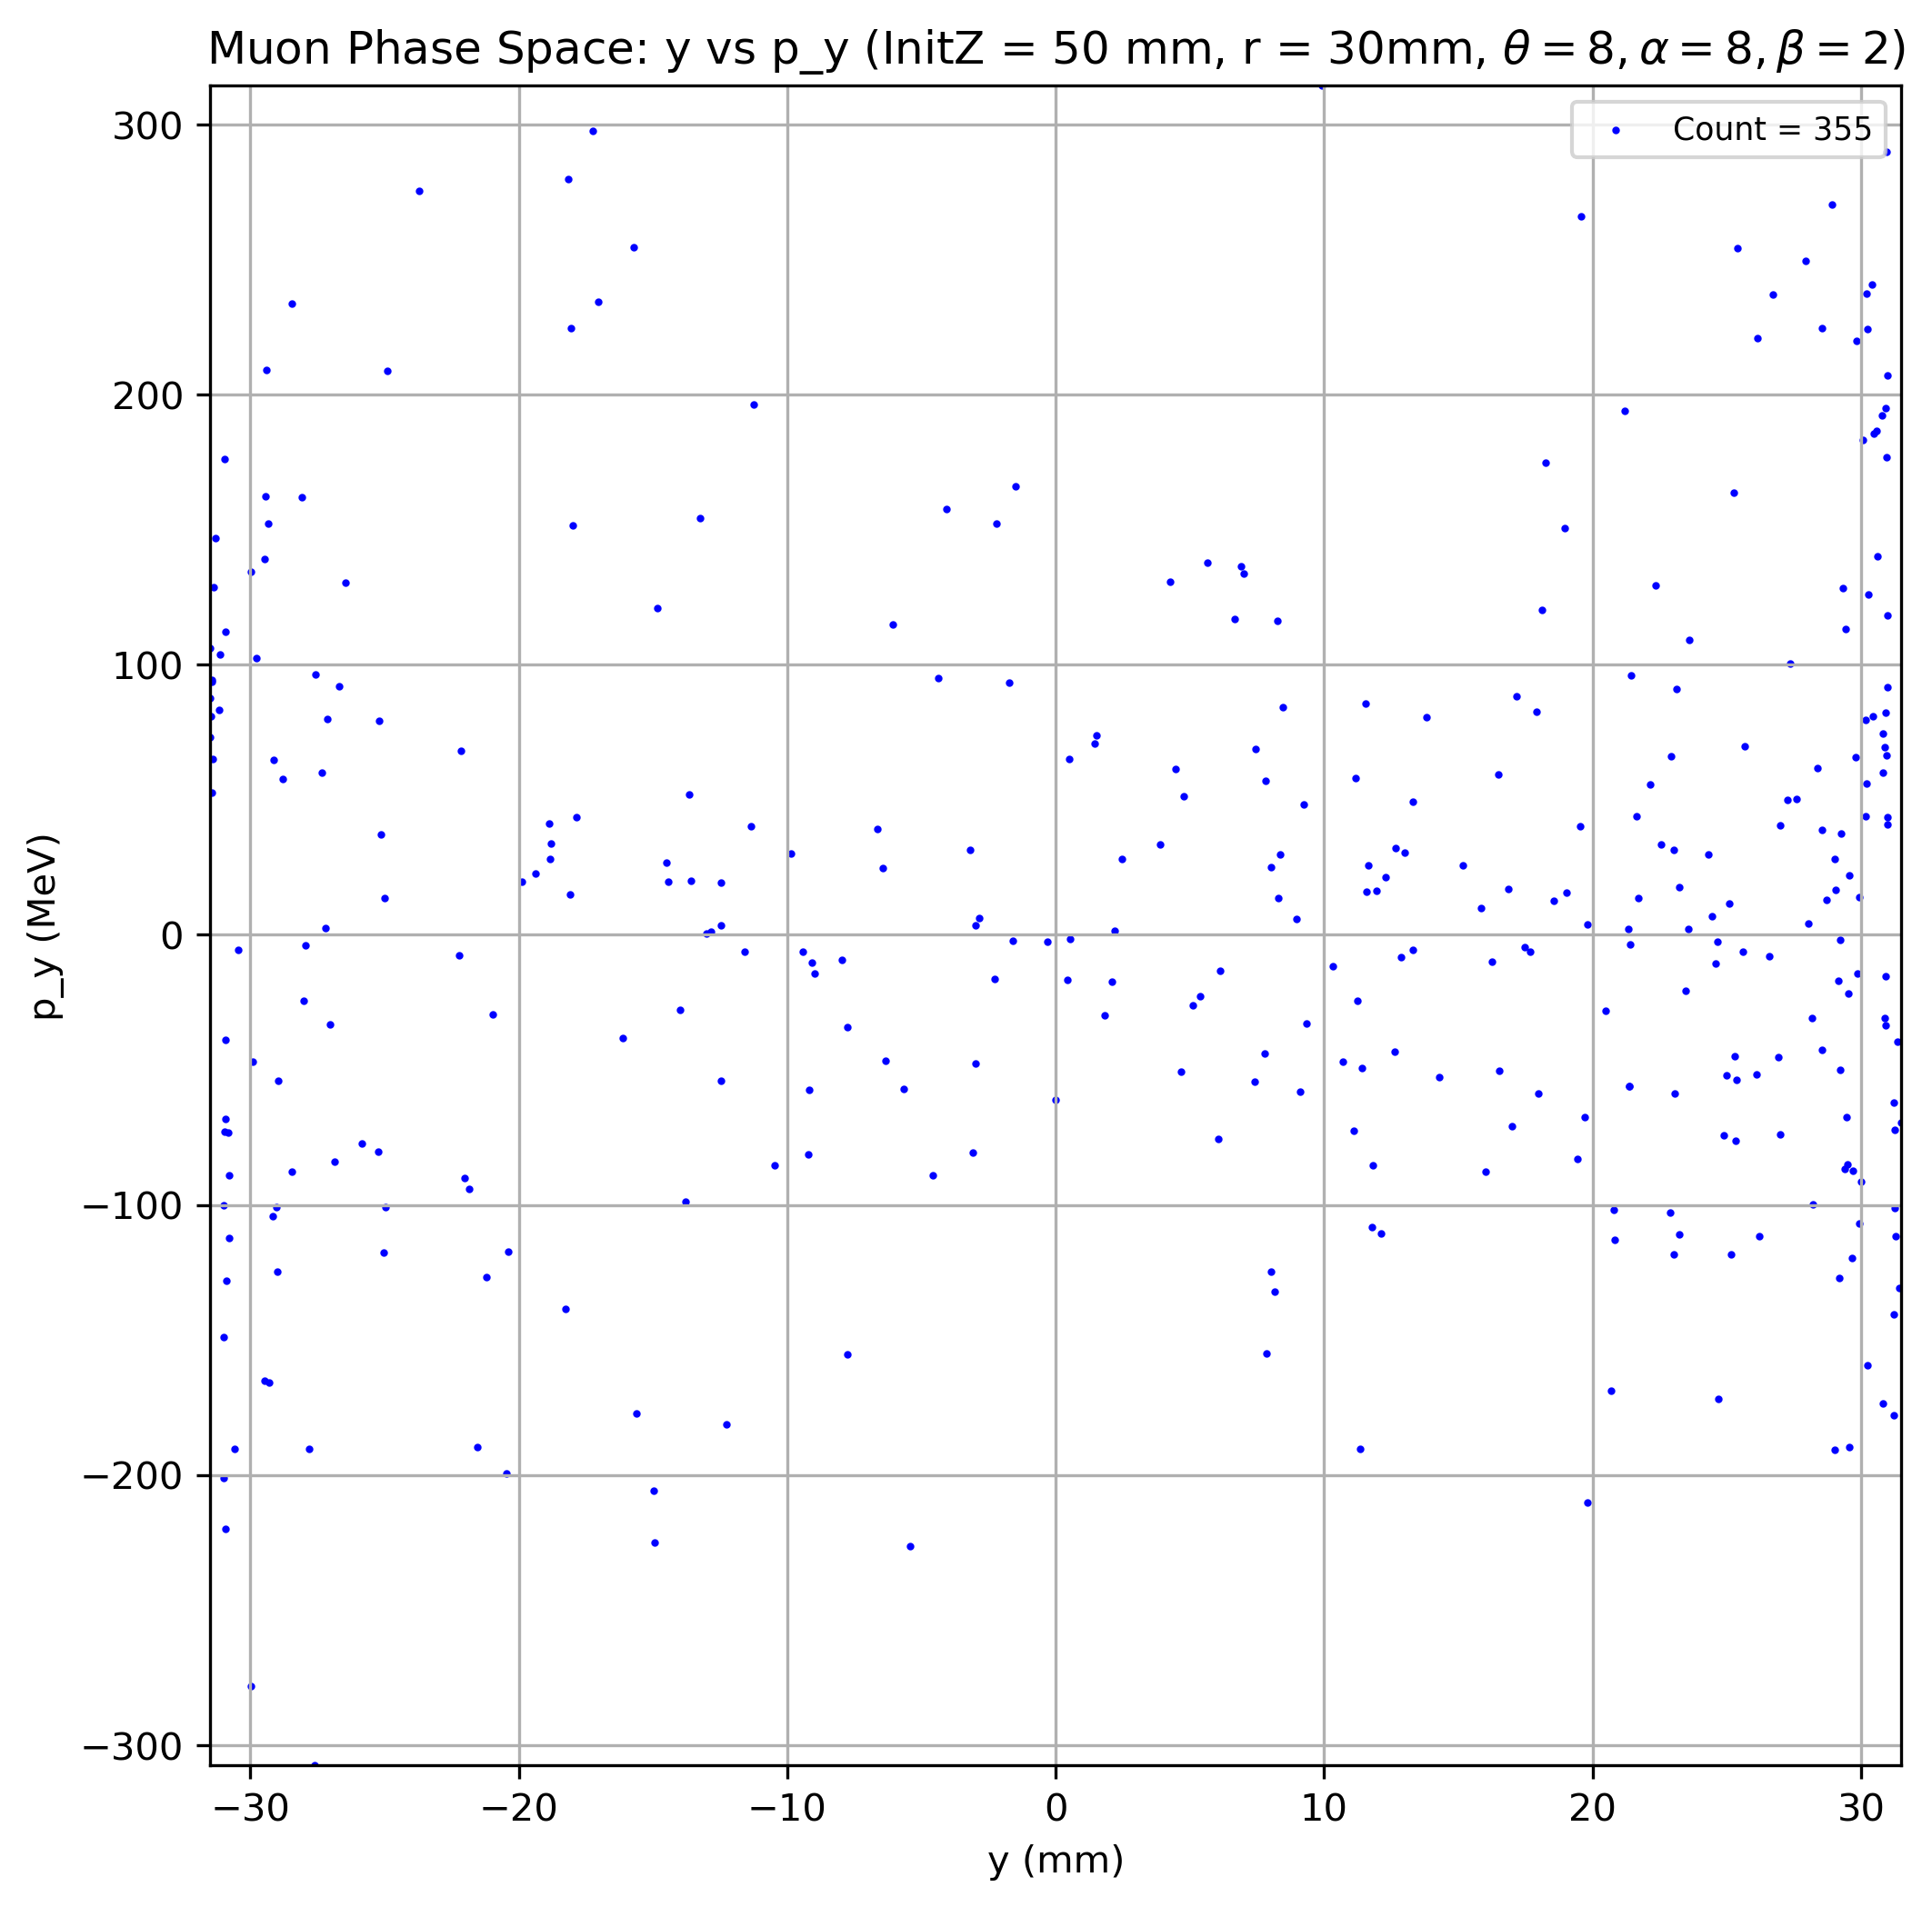 Muon Phase Space: y vs p_y (InitZ = 50 mm, r = 30mm, θ = 8, α = 8, β = 2)
Count = 355
300
200
100
0
−100
−200
−300
p_y (MeV)
−30 −20 −10 0 10 20 30
y (mm)